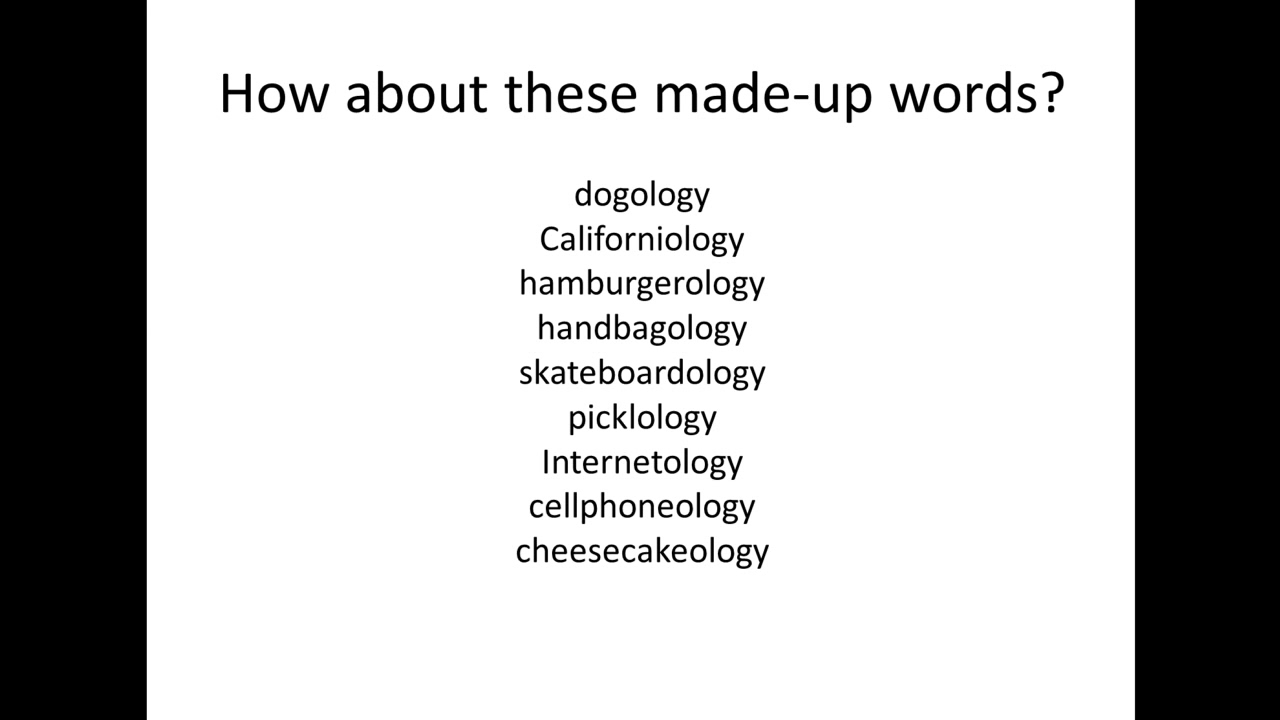 How about these made-up words?
dogology
Californiology
hamburgerology
handbagology
skateboardology
picklology
Internetology
cellphoneology
cheesecakeology